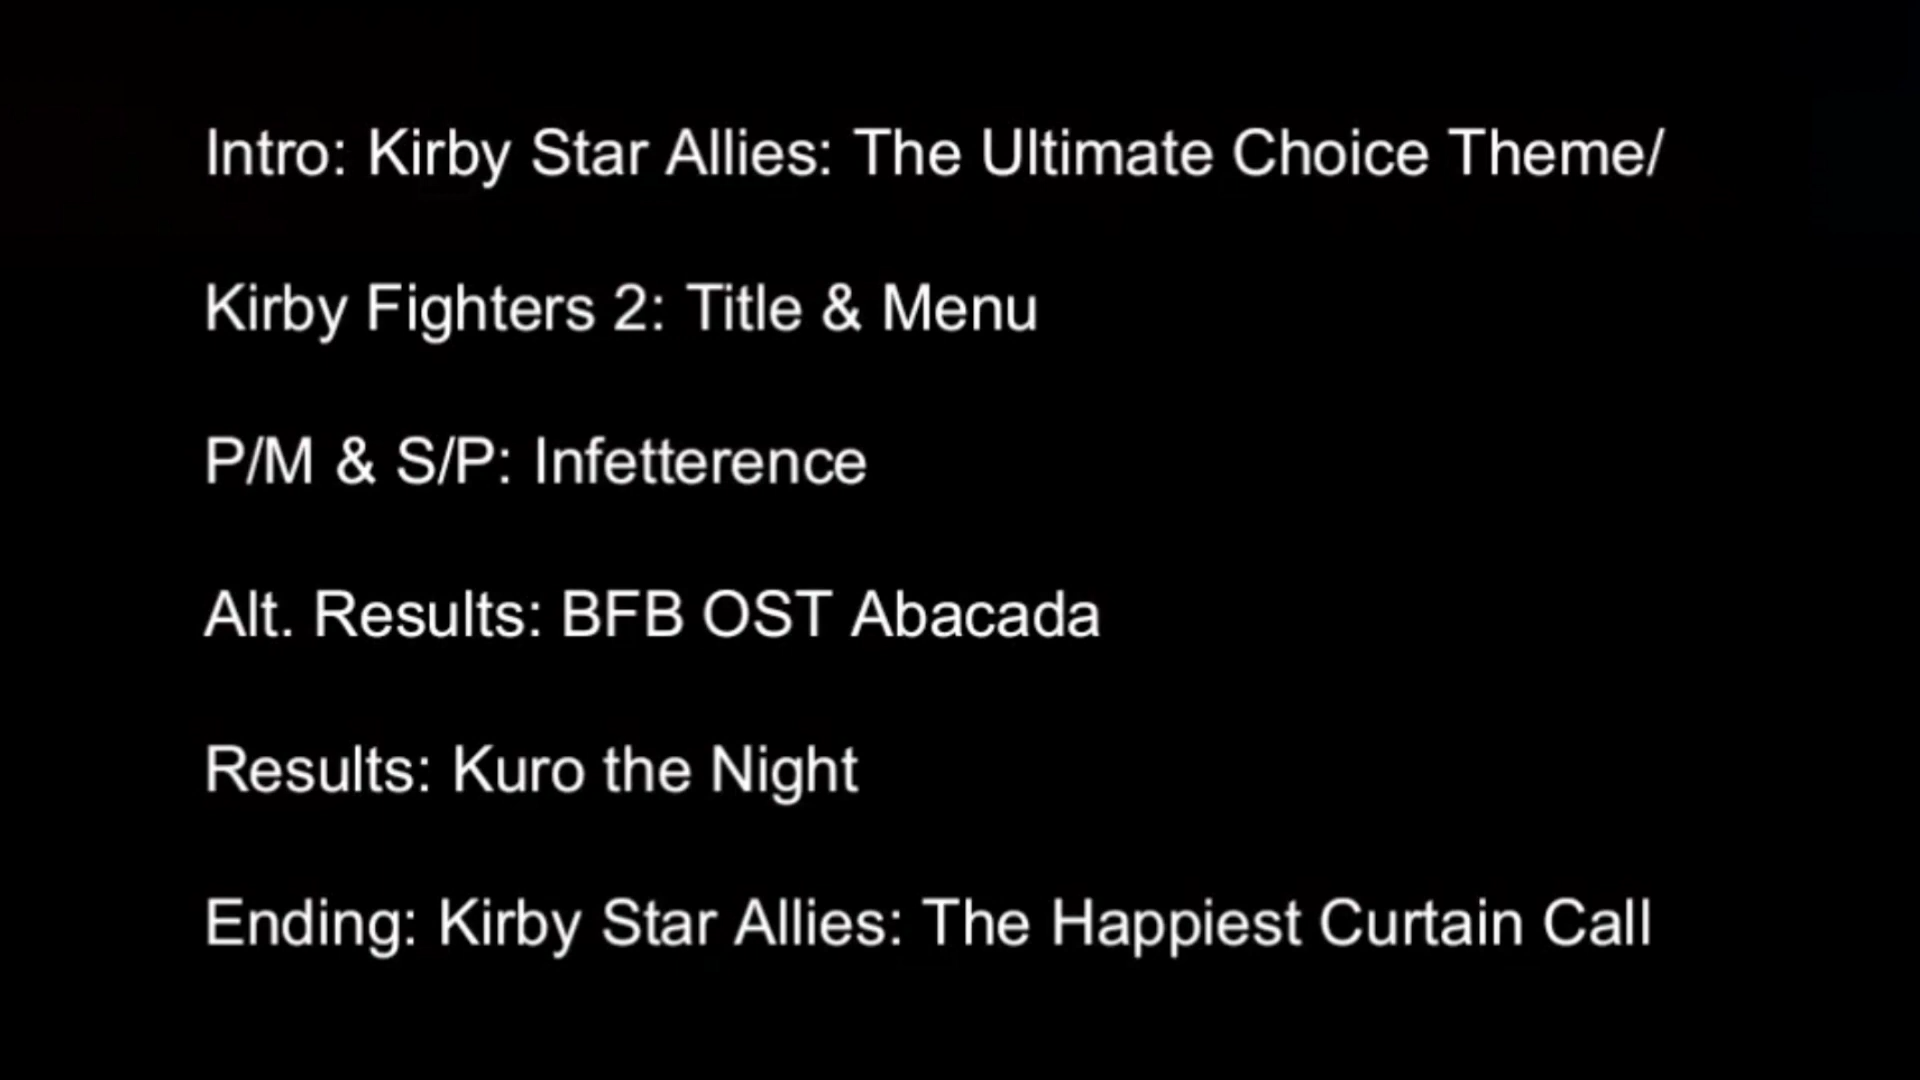 Intro: Kirby Star Allies: The Ultimate Choice Theme/
Kirby Fighters 2: Title & Menu
P/M & S/P: Infetterence
Alt. Results: BFB OST Abacada
Results: Kuro the Night
Ending: Kirby Star Allies: The Happiest Curtain Call